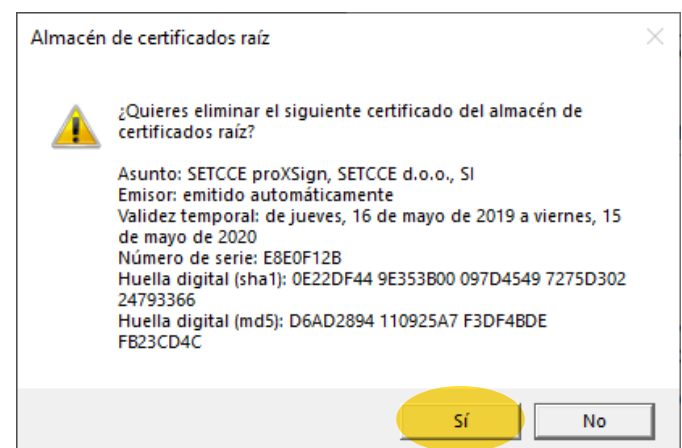 Almacén de certificados raíz
¿Quieres eliminar el siguiente certificado del almacén de
certificados raíz?
Asunto: SETCCE proXSign, SETCCE d.o.o., SI
Emisor: emitido automáticamente
Validez temporal: de jueves, 16 de mayo de 2019 a viernes, 15
de mayo de 2020
Número de serie: E8E0F12B
Huella digital (sha1): 0E22DF44 9E353B00 097D4549 7275D302
24793366
Huella digital (md5): D6AD2894 110925A7 F3DF4BDE
FB23CD4C
Sí
No